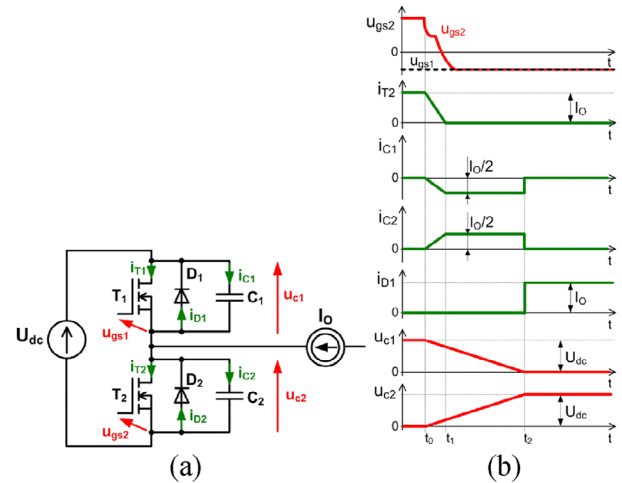 U_dc
i_T1
D_1
i_C1
T_1
i_D1
C_1
u_c1
u_gs1
I_O
i_T2
D_2
i_C2
T_2
i_D2
C_2
u_c2
u_gs2
(a)
u_gs2
u_gs2
0
u_gs1
t
i_T2
I_O
0
t
i_C1
0
I_O/2
t
i_C2
I_O/2
0
t
i_D1
I_O
0
t
u_c1
U_dc
0
t
u_c2
U_dc
0
t_0 t_1 t_2 t
(b)